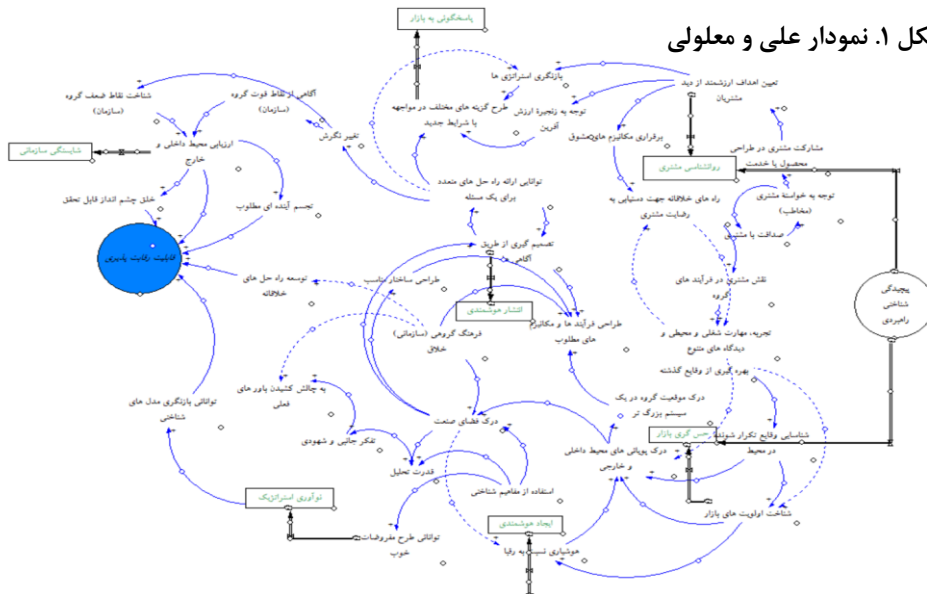 کل ۱. نمودار علی و معلولی
پاسخگوئی به بازار
بازنگری استراتژی ها
تعیین اهداف ارزشمند از دید
مشتریان
شناخت نقاط ضعف گروه
(سازمان)
آگاهی از نقاط قوت گروه
(سازمان)
طرح گزینه های مختلف در مواجهه
با شرایط جدید
توجه به زنجیرۀ ارزش
آفرین
تغییر نگرش
برقراری مکانیزم های مشوق
مشارکت مشتری در طراحی
محصول یا خدمت
شایستگی سازمانی
ارزیابی محیط داخلی و
خارج
روانشناسی مشتری
توانایی ارائه راه حل های متعدد
برای یک مسئله
راه های خلاقانه جهت دستیابی به
رضایت مشتری
توجه به خواستۀ مشتری
(مخاطب)
خلق چشم انداز قابل تحقق
تجسم آینده ای مطلوب
صداقت با مشتری
قابلیت رقابت پذیری
تصمیم گیری از طریق
آگاهی
توسعه راه حل های
خلاقانه
طراحی ساختار مناسب
نقش مشتری در فرآیند های
گروه
پیچیدگی
شناختی
راهبردی
انتشار هوشمندی
فرهنگ گروهی (سازمانی)
خلاق
طراحی فرآیند ها و مکانیزم
های مطلوب
تجربه، مهارت شغلی و محیطی و
دیدگاه های متنوع
بهره گیری از وقایع گذشته
به چالش کشیدن باور های
فعلی
توانائی بازنگری مدل های
شناختی
درک موقعیت گروه در یک
سیستم بزرگ تر
درک فضای صنعت
تفکر جانبی و شهودی
حس گری بازار
شناسایی وقایع تکرار شونده
در محیط
درک پویائی های محیط داخلی
و خارجی
قدرت تحلیل
استفاده از مفاهیم شناختی
نوآوری استراتژیک
شناخت اولویت های بازار
ایجاد هوشمندی
توانائی طرح مفروضات
خوب
هوشیاری نسبت به رقبا